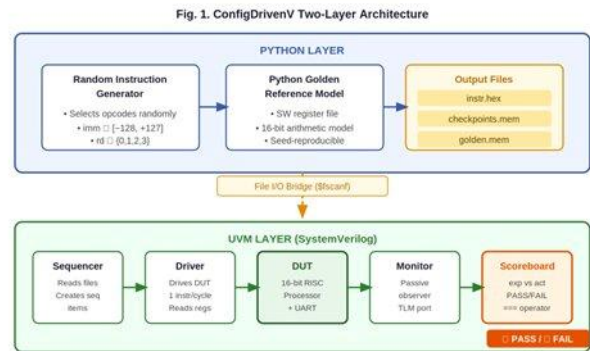 Fig. 1. ConfigDrivenV Two-Layer Architecture
PYTHON LAYER
Random Instruction
Generator
• Selects opcodes randomly
• imm □ [−128, +127]
• rd □ {0,1,2,3}
Python Golden
Reference Model
• SW register file
• 16-bit arithmetic model
• Seed-reproducible
Output Files
instr.hex
checkpoints.mem
golden.mem
File I/O Bridge ($fscanf)
UVM LAYER (SystemVerilog)
Sequencer
Reads files
Creates seq
items
Driver
Drives DUT
1 instr/cycle
Reads regs
DUT
16-bit RISC
Processor
+ UART
Monitor
Passive
observer
TLM port
Scoreboard
exp vs act
PASS/FAIL
=== operator
□ PASS / □ FAIL